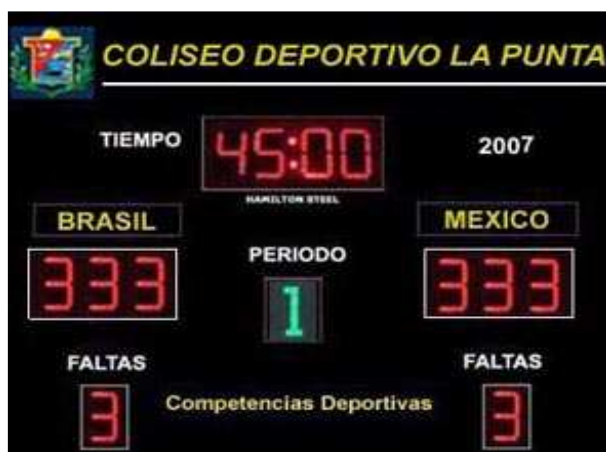 COLISEO DEPORTIVO LA PUNTA
TIEMPO 45:00 2007
HAMILTON STEEL
BRASIL MEXICO
PERIODO
333 1 333
FALTAS FALTAS
3 Competencias Deportivas 3